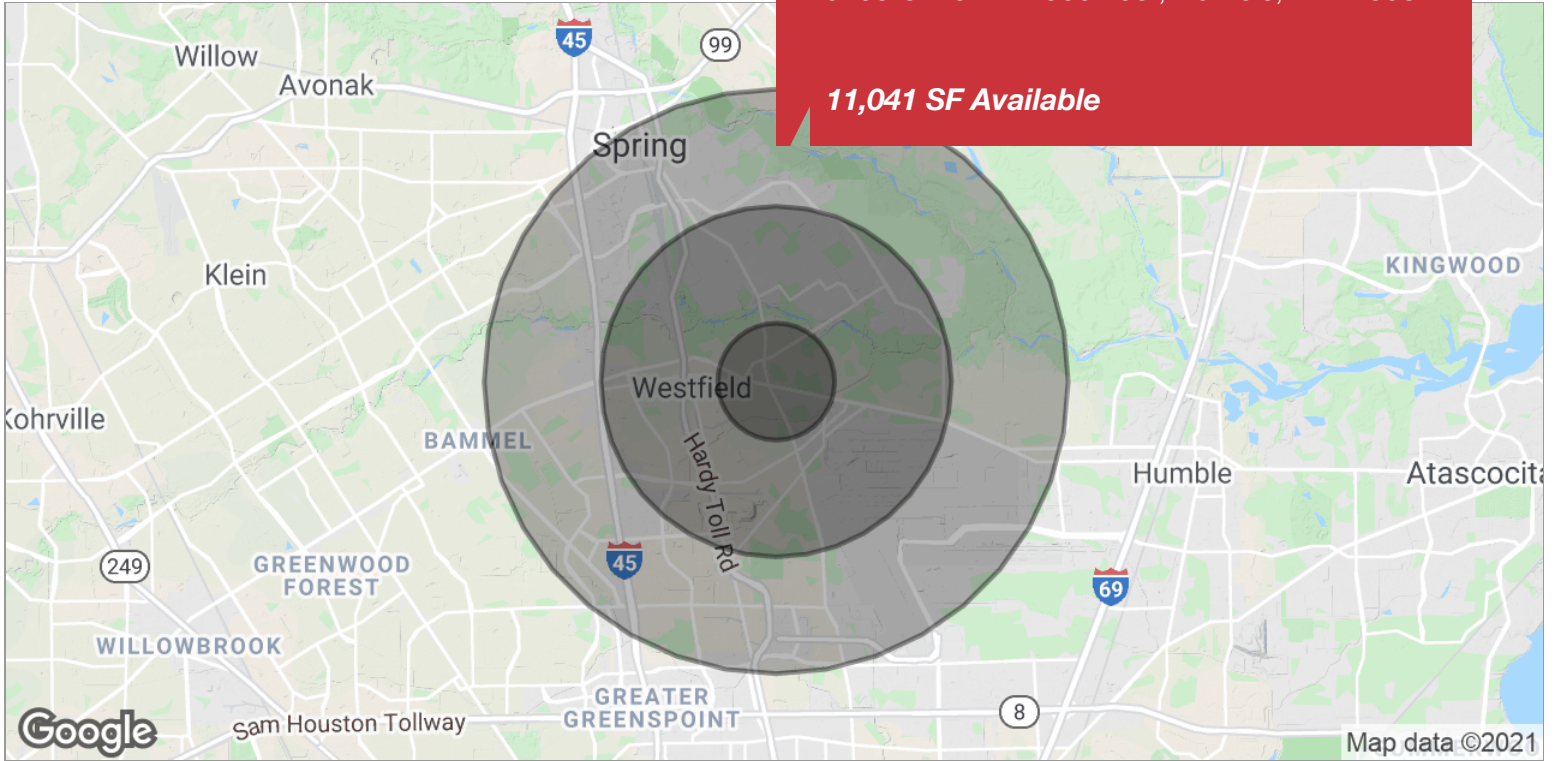 11,041 SF Available
45
99
Willow
Avonak
Spring
KINGWOOD
Klein
Westfield
Kohrville
BAMMEL
Hardy Toll Rd
Humble
Atascocita
249
GREENWOOD
FOREST
45
69
WILLOWBROOK
GREATER
GREENSPOINT
8
Sam Houston Tollway
Google
Map data ©2021